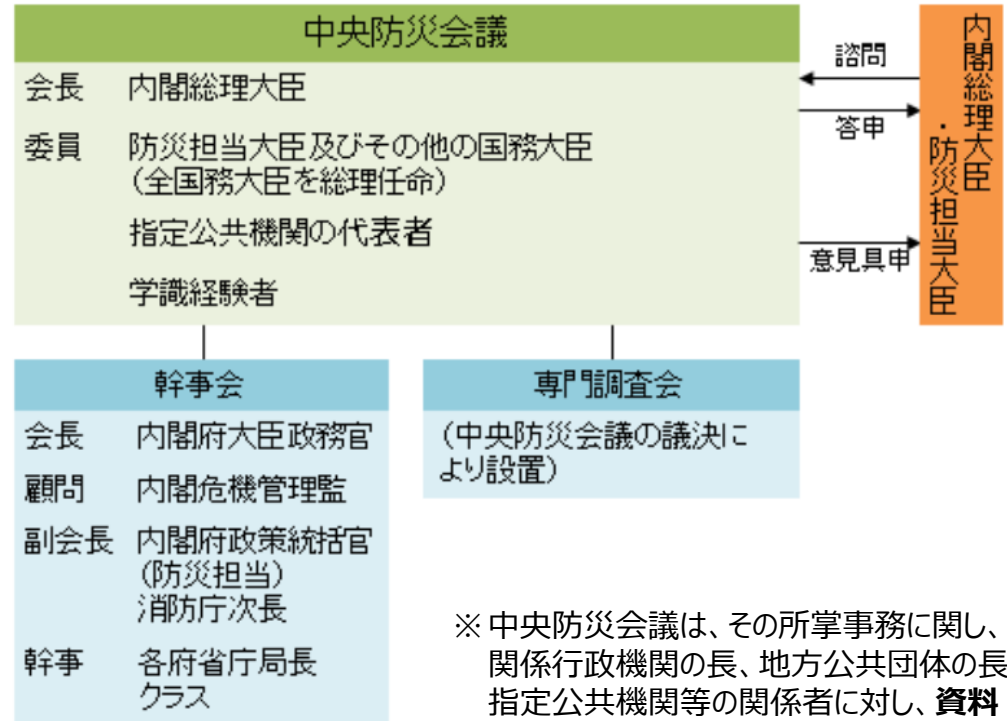 中央防災会議
会長 内閣総理大臣
委員 防災担当大臣及びその他の国務大臣
(全国務大臣を総理任命)
指定公共機関の代表者
学識経験者
諮問
答申
意見具申
内閣総理大臣
・防災担当大臣
幹事会
会長 内閣府大臣政務官
顧問 内閣危機管理監
副会長 内閣府政策統括官
(防災担当)
消防庁次長
幹事 各府省庁局長
クラス
専門調査会
(中央防災会議の議決に
より設置)
※ 中央防災会議は、その所掌事務に関し、
関係行政機関の長、地方公共団体の長
指定公共機関等の関係者に対し、資料